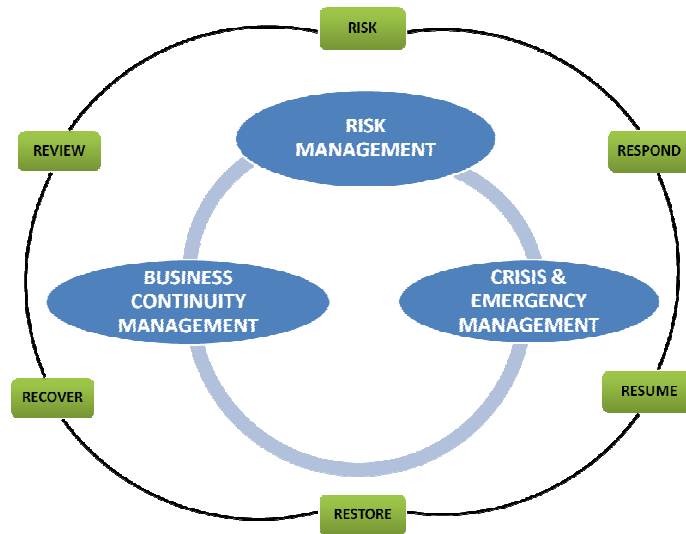 RISK
RISK
MANAGEMENT
REVIEW
RESPOND
BUSINESS
CONTINUITY
MANAGEMENT
CRISIS &
EMERGENCY
MANAGEMENT
RECOVER
RESUME
RESTORE